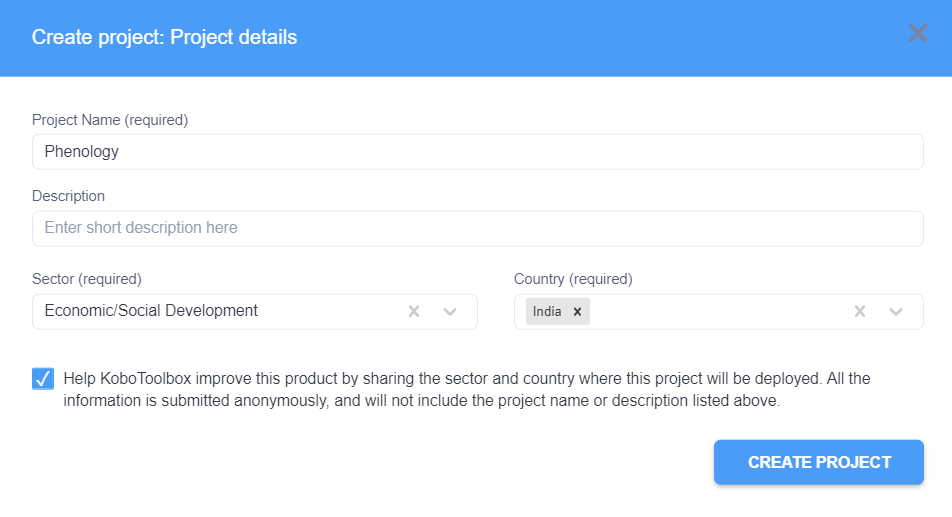 Create project: Project details
Project Name (required)
Phenology
Description
Enter short description here
Sector (required)
Country (required)
Economic/Social Development
India
Help KoboToolbox improve this product by sharing the sector and country where this project will be deployed. All the
information is submitted anonymously, and will not include the project name or description listed above.
CREATE PROJECT